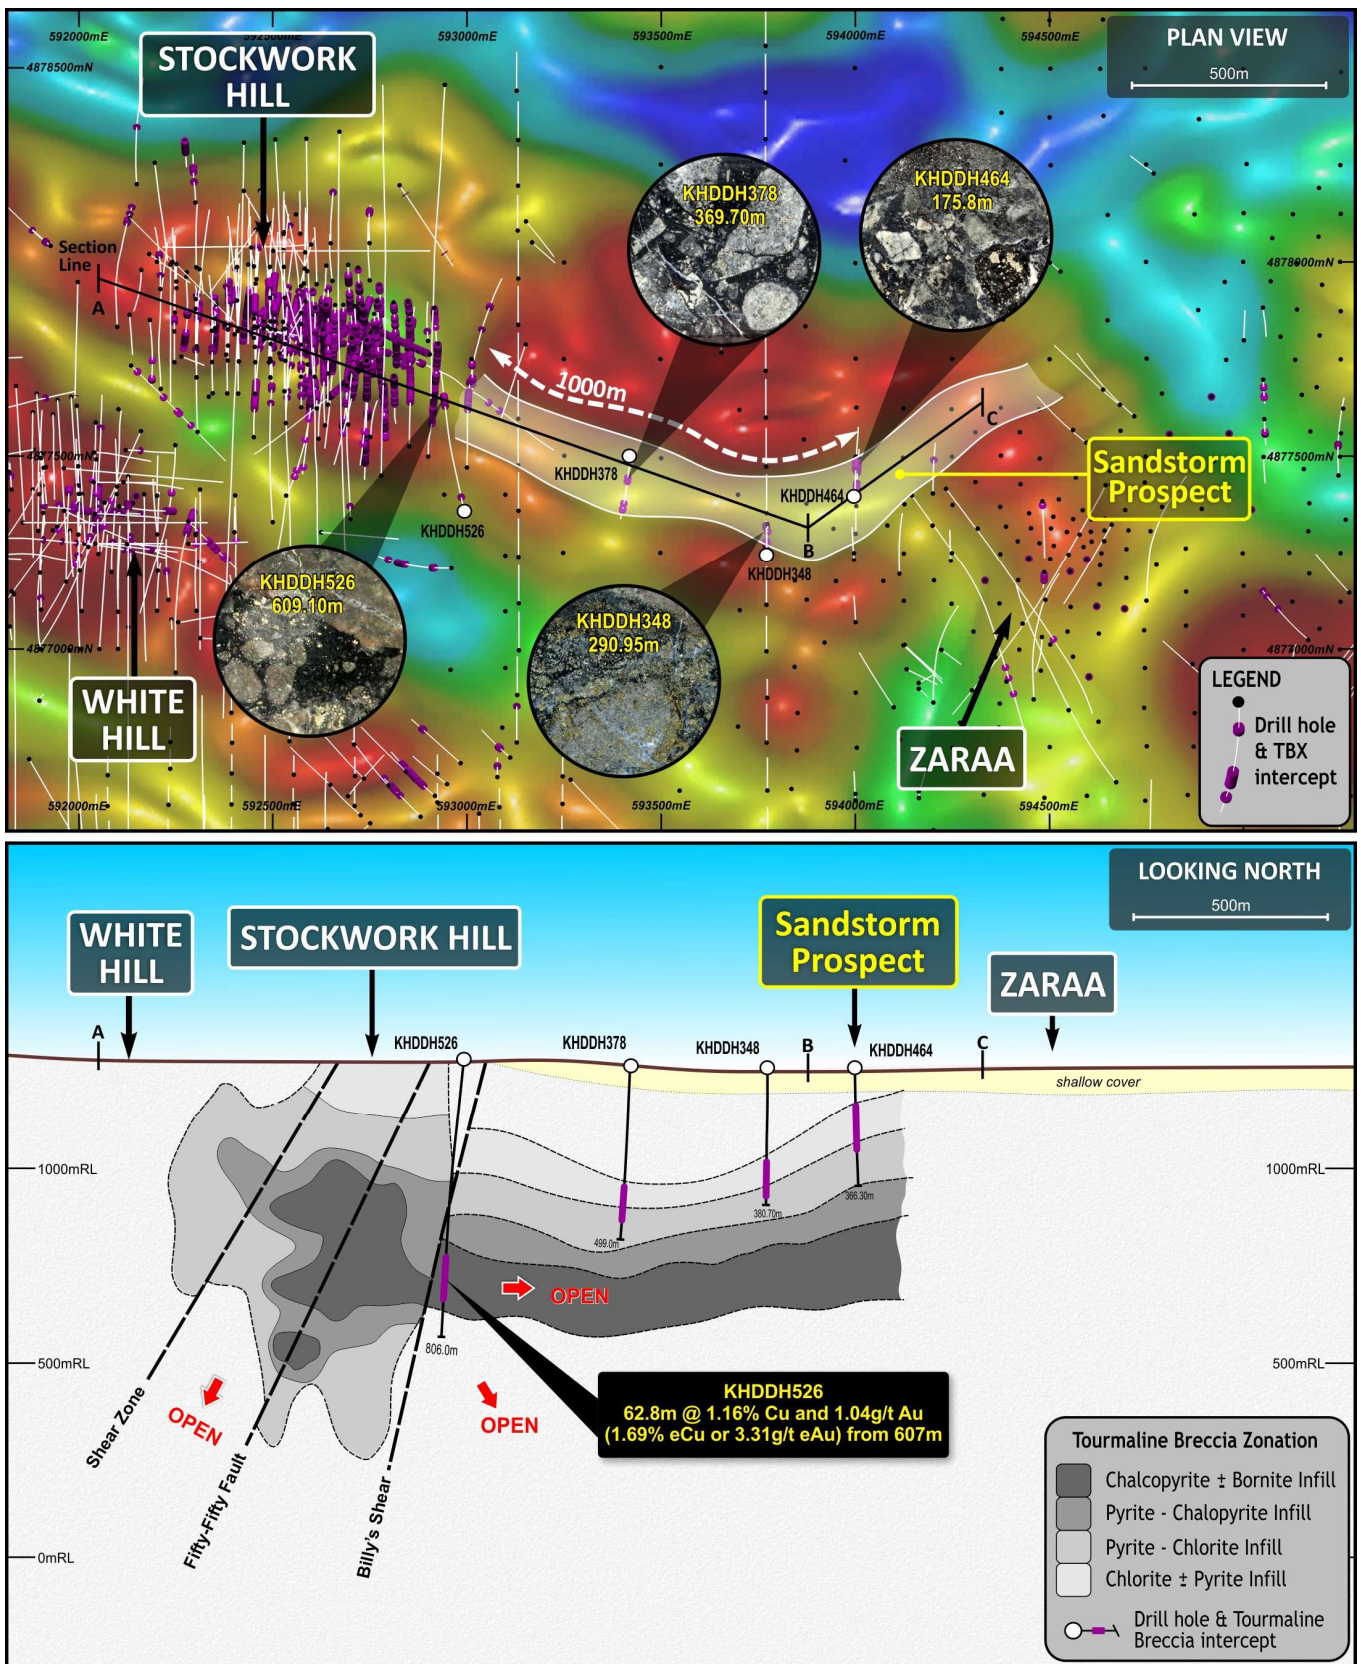 592000mE
592500mE
593000mE
593500mE
594000mE
594500mE
4878500mN
PLAN VIEW
500m
STOCKWORK
HILL
KHDDH378
369.70m
KHDDH464
175.8m
Section
Line
A
4878000mN
4878000mN
1000m
C
4877500mN
4877500mN
KHDDH378
KHDDH464
Sandstorm
Prospect
KHDDH526
B
KHDDH348
KHDDH526
609.10m
KHDDH348
290.95m
4877000mN
4877000mN
WHITE
HILL
ZARAA
LEGEND
Drill hole
& TBX
intercept
592000mE
592500mE
593000mE
593500mE
594000mE
594500mE
LOOKING NORTH
500m
WHITE
HILL
STOCKWORK HILL
Sandstorm
Prospect
ZARAA
A
KHDDH526
KHDDH378
KHDDH348
B
KHDDH464
C
shallow cover
1000mRL
1000mRL
366.30m
380.70m
499.0m
OPEN
806.0m
500mRL
500mRL
OPEN
OPEN
KHDDH526
62.8m @ 1.16% Cu and 1.04g/t Au
(1.69% eCu or 3.31g/t eAu) from 607m
Shear Zone
Fifty-Fifty Fault
Billy's Shear
0mRL
Tourmaline Breccia Zonation
Chalcopyrite ± Bornite Infill
Pyrite - Chalopyrite Infill
Pyrite - Chlorite Infill
Chlorite ± Pyrite Infill
Drill hole & Tourmaline
Breccia intercept